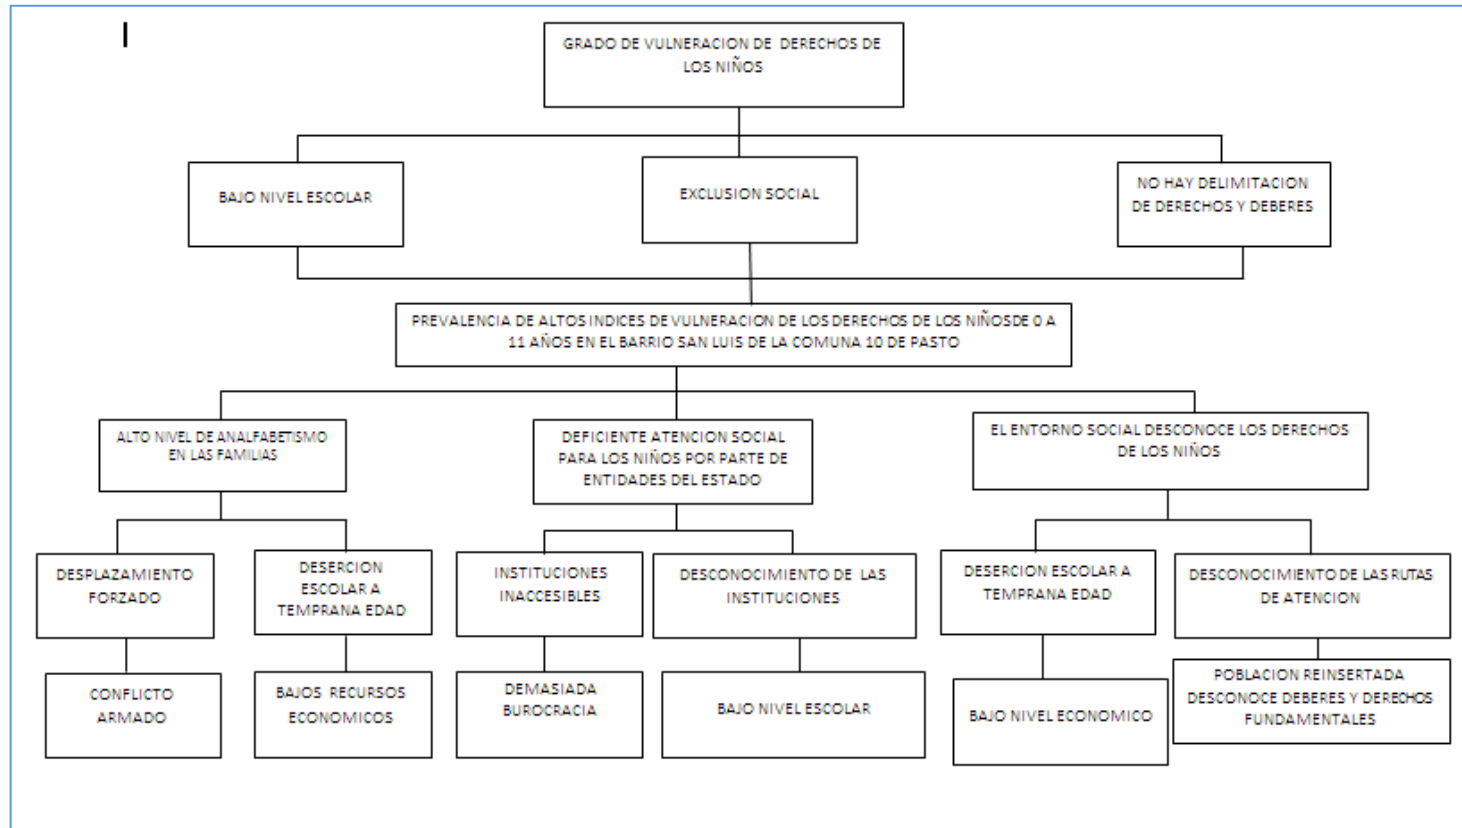 GRADO DE VULNERACION DE DERECHOS DE
LOS NIÑOS
BAJO NIVEL ESCOLAR
EXCLUSION SOCIAL
NO HAY DELIMITACION
DE DERECHOS Y DEBERES
PREVALENCIA DE ALTOS INDICES DE VULNERACION DE LOS DERECHOS DE LOS NIÑOSDE 0 A
11 AÑOS EN EL BARRIO SAN LUIS DE LA COMUNA 10 DE PASTO
ALTO NIVEL DE ANALFABETISMO
EN LAS FAMILIAS
DEFICIENTE ATENCION SOCIAL
PARA LOS NIÑOS POR PARTE DE
ENTIDADES DEL ESTADO
EL ENTORNO SOCIAL DESCONOCE LOS DERECHOS
DE LOS NIÑOS
DESPLAZAMIENTO
FORZADO
DESERCION
ESCOLAR A
TEMPRANA EDAD
INSTITUCIONES
INACCESIBLES
DESCONOCIMIENTO DE LAS
INSTITUCIONES
DESERCION ESCOLAR A
TEMPRANA EDAD
DESCONOCIMIENTO DE LAS RUTAS
DE ATENCION
CONFLICTO
ARMADO
BAJOS RECURSOS
ECONOMICOS
DEMASIADA
BUROCRACIA
BAJO NIVEL ESCOLAR
BAJO NIVEL ECONOMICO
POBLACION REINSERTADA
DESCONOCE DEBERES Y DERECHOS
FUNDAMENTALES